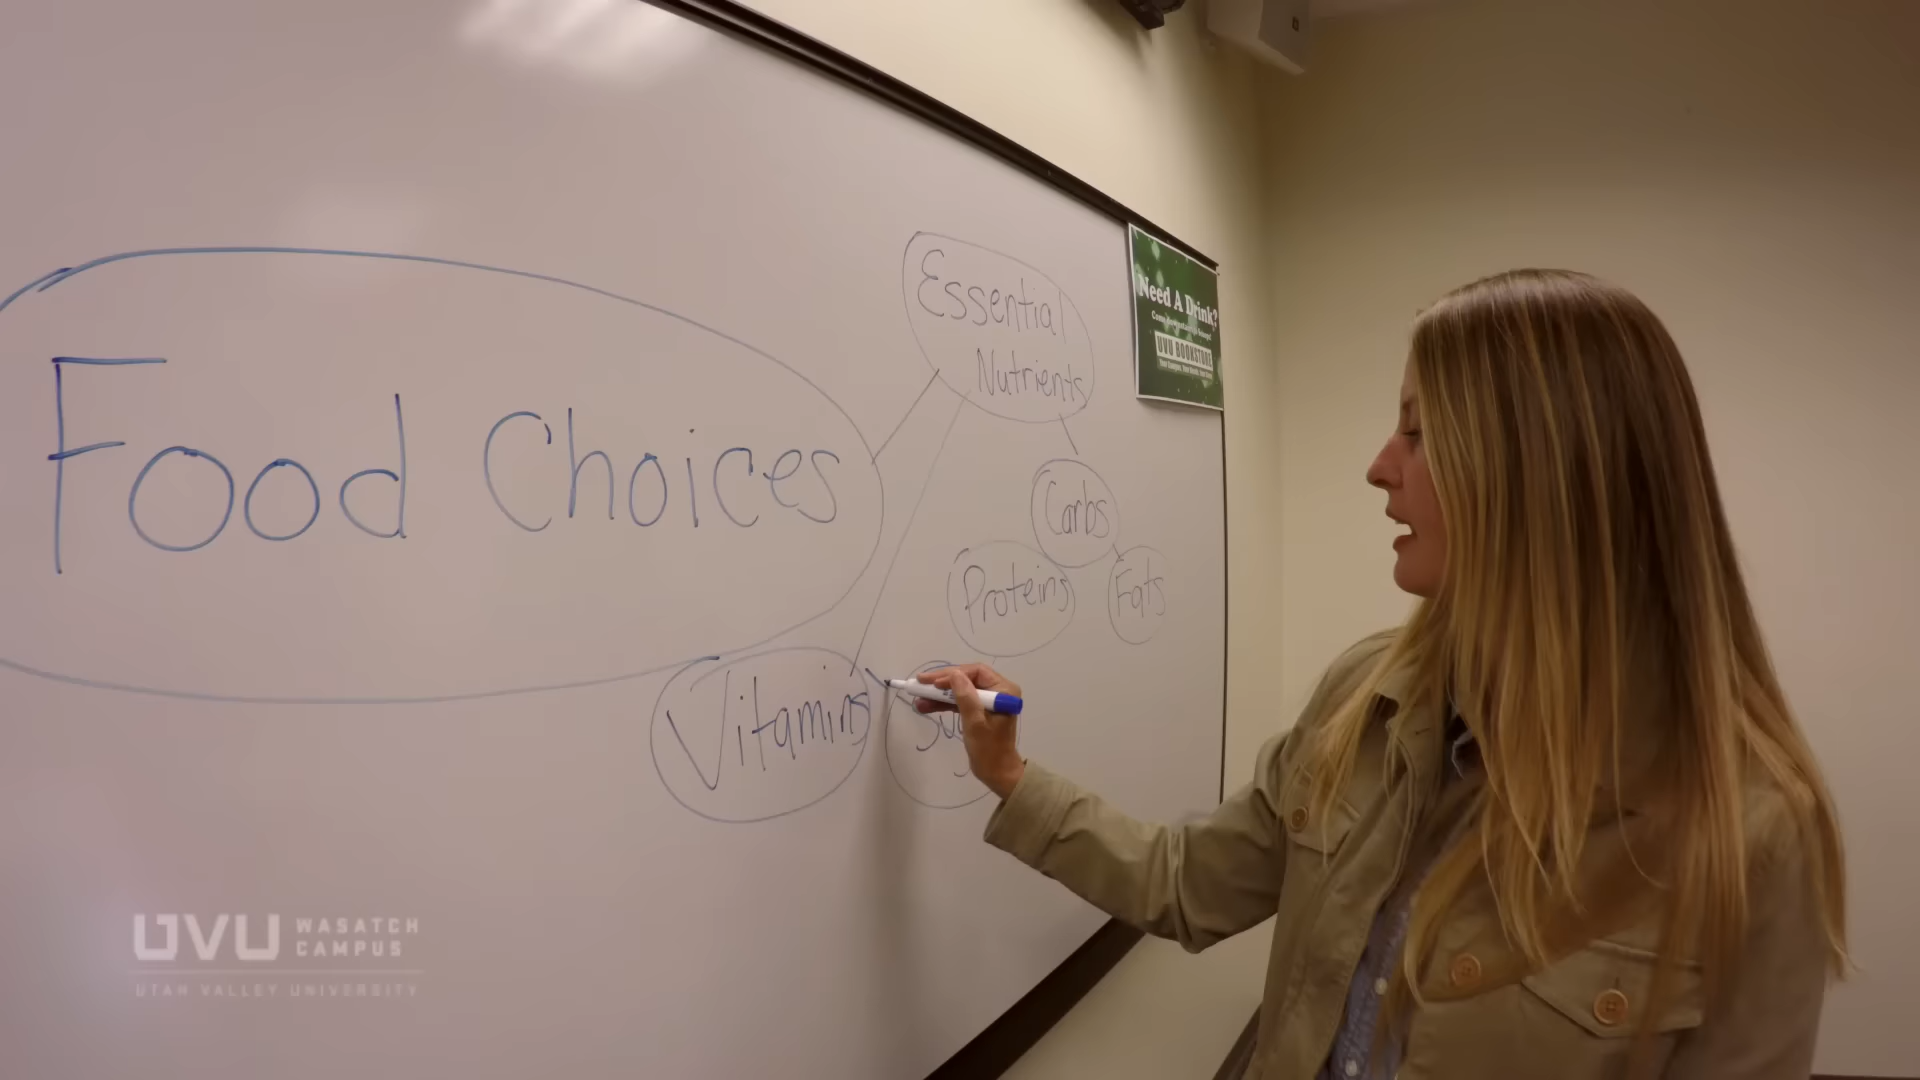 Food Choices
Essential
Nutrients
Carbs
Proteins
Fats
Vitamins
Need A Drink?
UVU BOOKSTORE
UVU WASATCH
CAMPUS
UTAH VALLEY UNIVERSITY